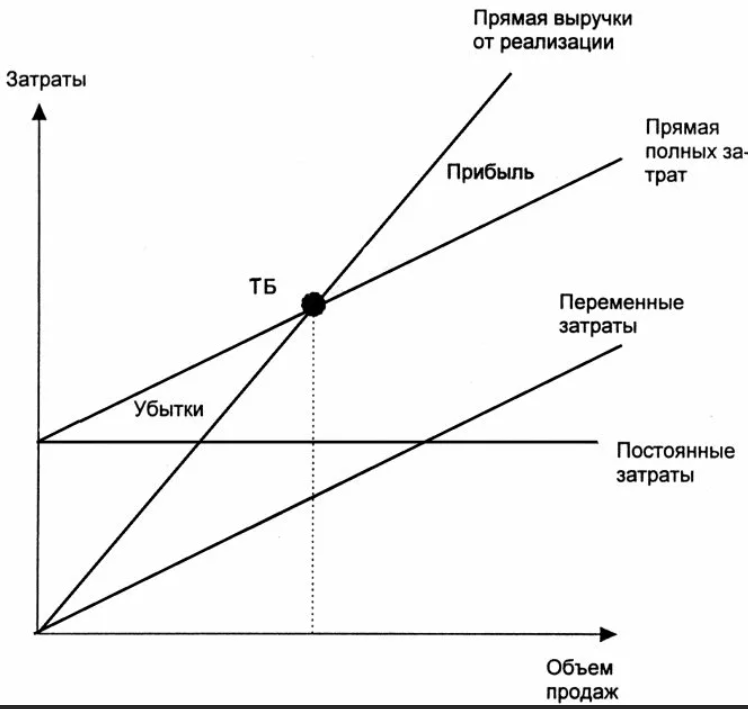 Прямая выручки
от реализации
Затраты
Прямая
полных за-
трат
Прибыль
ТБ
Переменные
затраты
Убытки
Постоянные
затраты
Объем
продаж